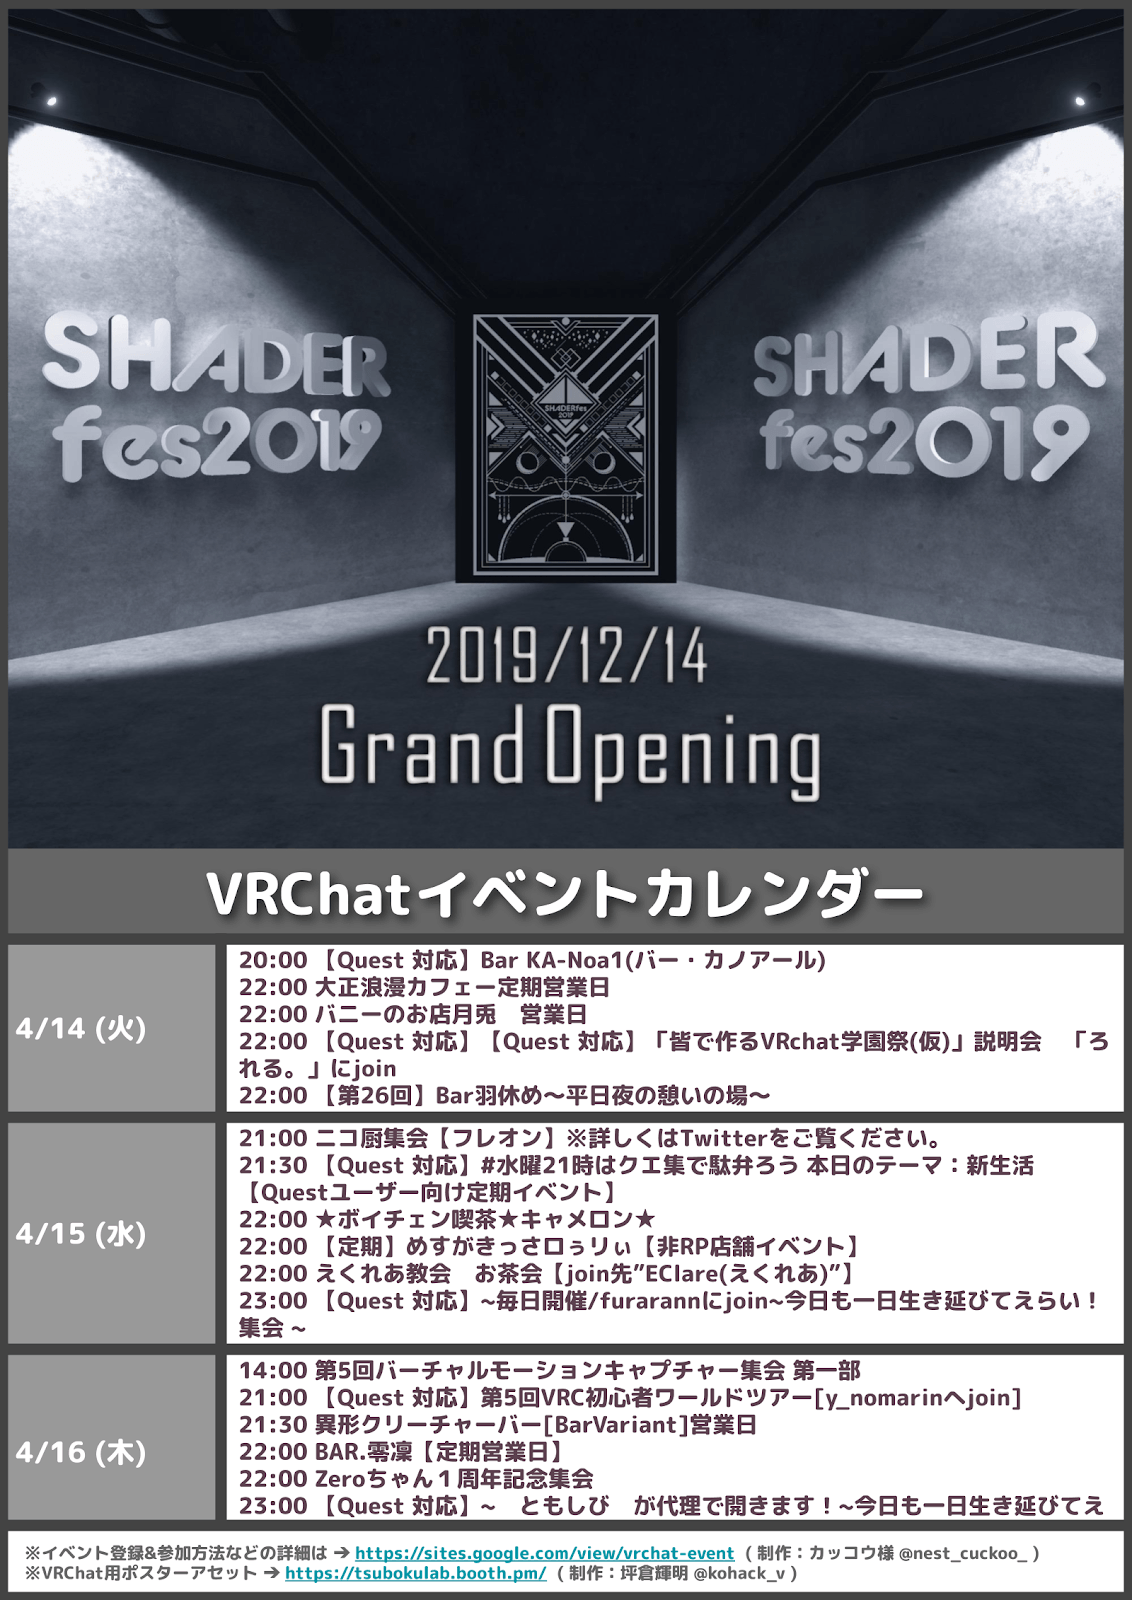 SHADER
fes2019
SHADER
fes2019
SHADERfes
2019
2019/12/14
Grand Opening
VRChatイベントカレンダー
4/14 (火)
20:00 【Quest 対応】Bar KA-Noa1(バー・カノアール)
22:00 大正浪漫カフェー定期営業日
22:00 バニーのお店月兎　営業日
22:00 【Quest 対応】【Quest 対応】「皆で作るVRchat学園祭(仮)」説明会　「ろ
れる。」にjoin
22:00 【第26回】Bar羽休め～平日夜の憩いの場～
4/15 (水)
21:00 ニコ厨集会【フレオン】※詳しくはTwitterをご覧ください。
21:30 【Quest 対応】#水曜21時はクエ集で駄弁ろう 本日のテーマ：新生活
【Questユーザー向け定期イベント】
22:00 ★ボイチェン喫茶★キャメロン★
22:00 【定期】めすがきっさロぅリぃ【非RP店舗イベント】
22:00 えくれあ教会　お茶会【join先”EClare(えくれあ)”】
23:00 【Quest 対応】~毎日開催/furarannにjoin~今日も一日生き延びてえらい！
集会 ~
4/16 (木)
14:00 第5回バーチャルモーションキャプチャー集会 第一部
21:00 【Quest 対応】第5回VRC初心者ワールドツアー[y_nomarinへjoin]
21:30 異形クリーチャーバー[BarVariant]営業日
22:00 BAR.零凜【定期営業日】
22:00 Zeroちゃん１周年記念集会
23:00 【Quest 対応】~　ともしび　が代理で開きます！~今日も一日生き延びてえ
※イベント登録&参加方法などの詳細は ➔ https://sites.google.com/view/vrchat-event ( 制作：カッコウ様 @nest_cuckoo_ )
※VRChat用ポスターアセット ➔ https://tsubokulab.booth.pm/ ( 制作：坪倉輝明 @kohack_v )